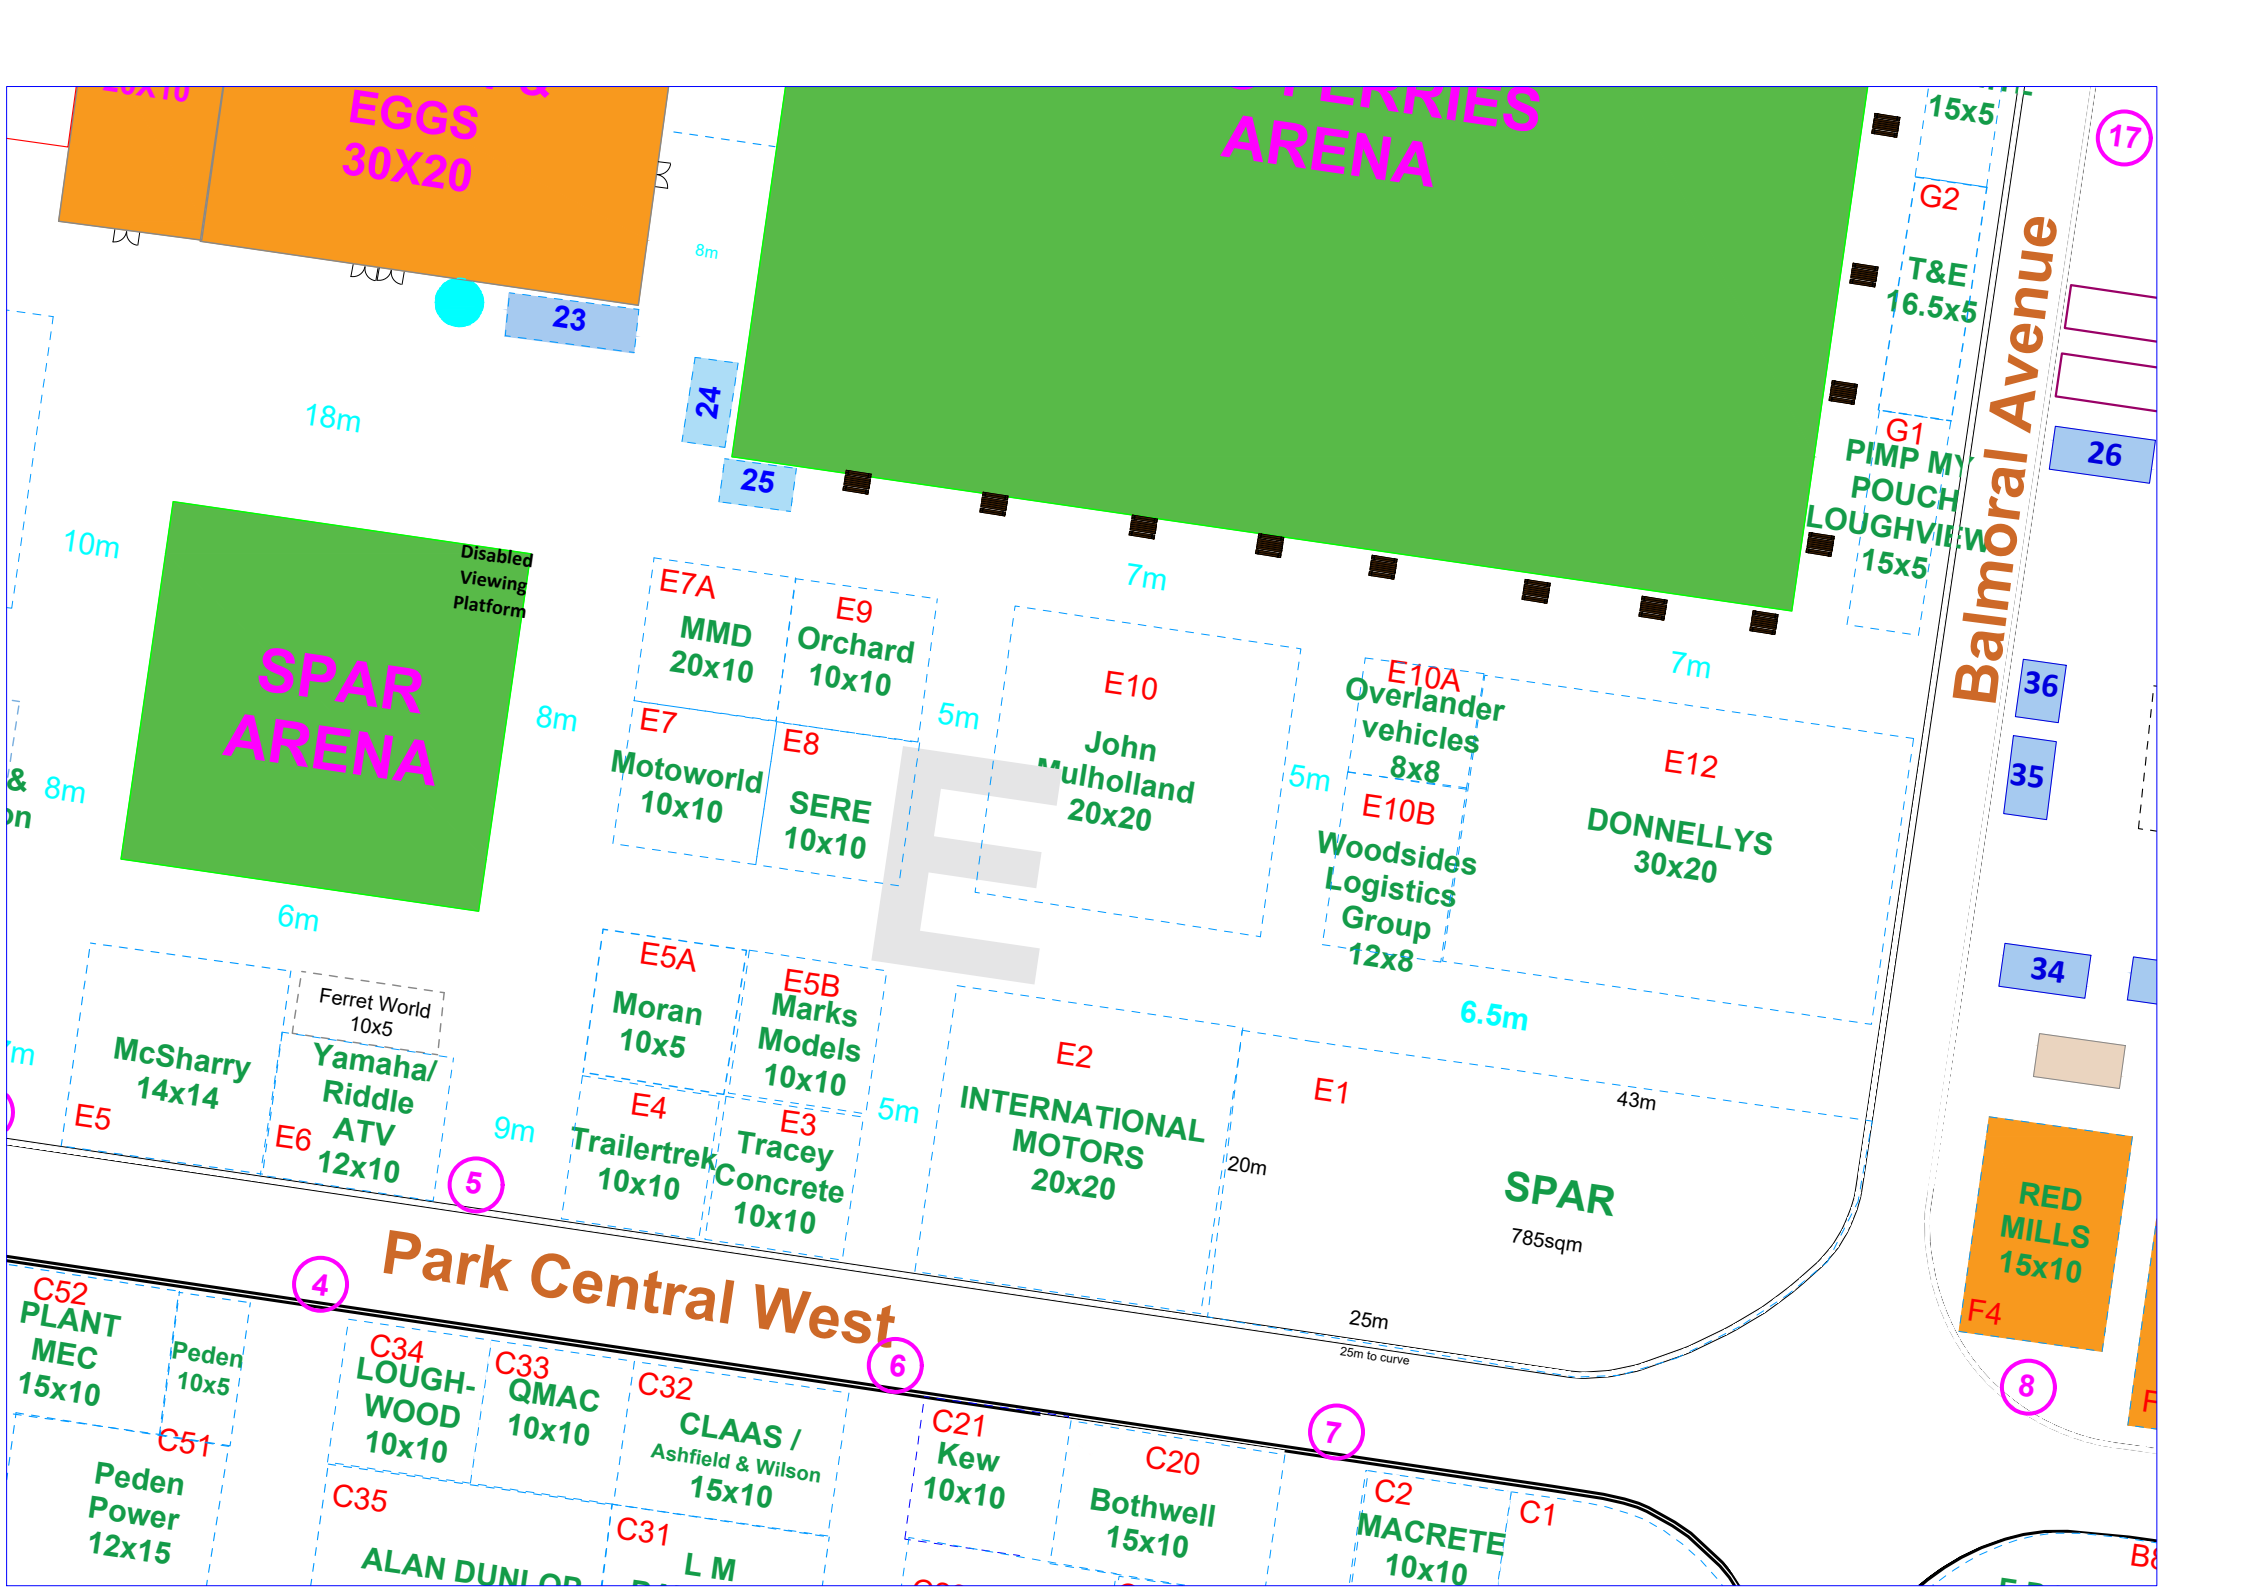 20X10
&
EGGS
30X20
FERRIES
ARENA
15x5
17
G2
T&E
16.5x5
G1
PIMP MY
POUCH
LOUGHVIEW
15x5
Balmoral Avenue
26
8m
23
24
25
18m
10m
Disabled
Viewing
Platform
SPAR
ARENA
8m
8m
&
on
6m
7m
7m
E7A
MMD
20x10
E9
Orchard
10x10
E7
Motoworld
10x10
E8
SERE
10x10
5m
E
E10
John
Mulholland
20x20
5m
E10A
Overlander
vehicles
8x8
E10B
Woodsides
Logistics
Group
12x8
E12
DONNELLYS
30x20
36
35
34
6.5m
McSharry
14x14
E5
Ferret World
10x5
Yamaha/
Riddle
ATV
12x10
E6
7m
9m
5
E5A
Moran
10x5
E5B
Marks
Models
10x10
E4
Trailertrek
10x10
E3
Tracey
Concrete
10x10
5m
E2
INTERNATIONAL
MOTORS
20x20
E1
43m
20m
SPAR
785sqm
25m
25m to curve
RED
MILLS
15x10
F4
F
8
Park Central West
4
6
7
C52
PLANT
MEC
15x10
Peden
10x5
C51
Peden
Power
12x15
C34
LOUGH-
WOOD
10x10
C33
QMAC
10x10
C32
CLAAS /
Ashfield & Wilson
15x10
C35
ALAN DUNLOP
C31
L M
C21
Kew
10x10
C20
Bothwell
15x10
C2
MACRETE
10x10
C1